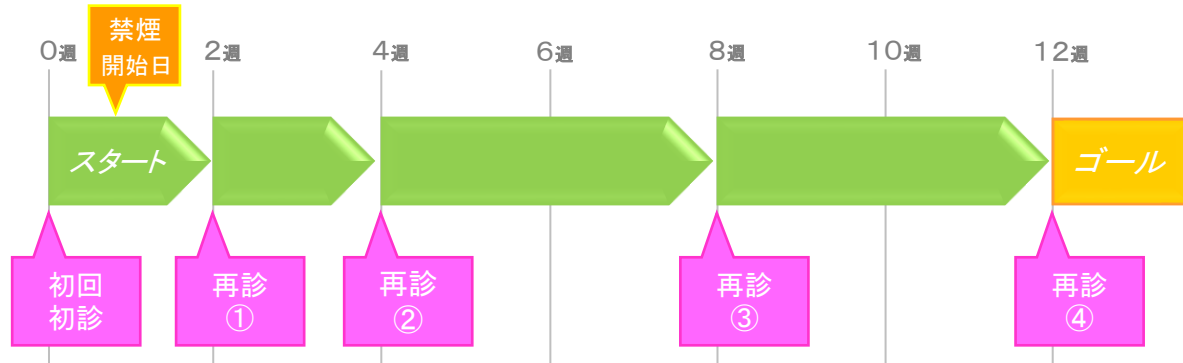 禁煙
開始日
0週
2週
4週
6週
8週
10週
12週
スタート
ゴール
初回
初診
再診
①
再診
②
再診
③
再診
④